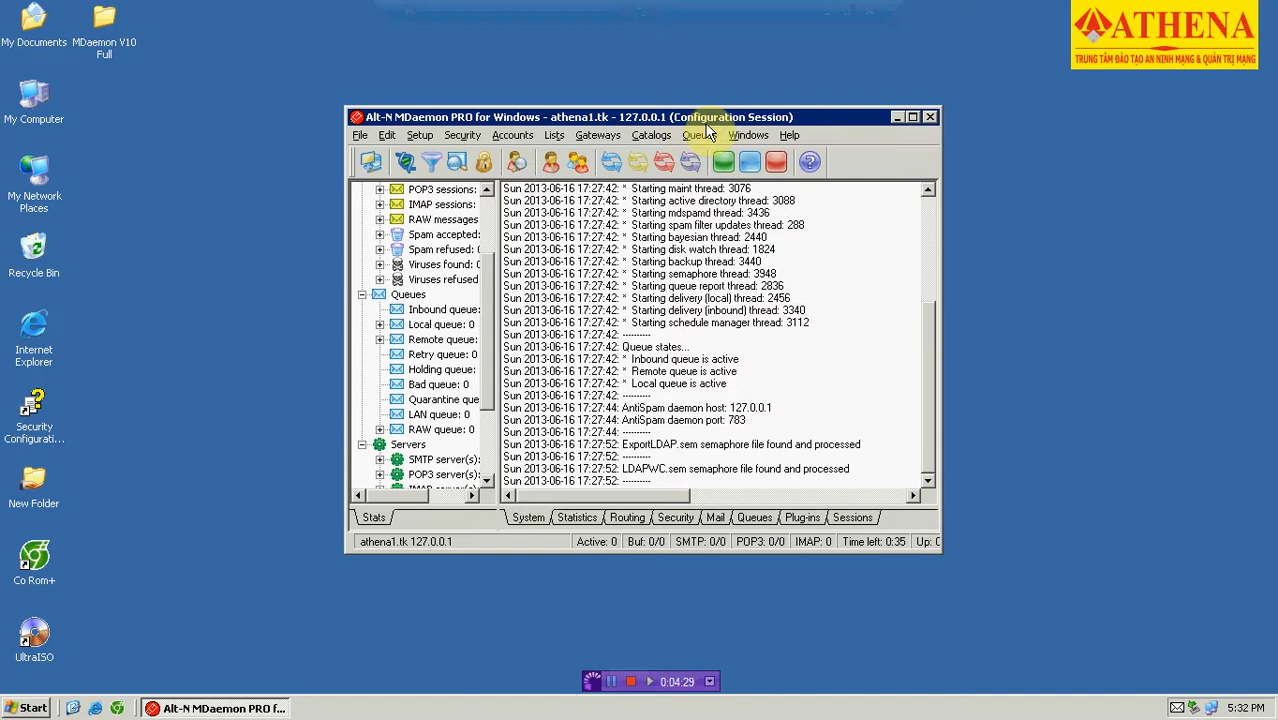 My Documents
MDaemon V10
Full
ATHENA
TRUNG TÂM ĐÀO TẠO AN NINH MẠNG & QUẢN TRỊ MẠNG
My Computer
My Network
Places
Recycle Bin
Internet
Explorer
Security
Configurati...
New Folder
Co Rom+
UltraISO
Alt-N MDaemon PRO for Windows - athena1.tk - 127.0.0.1 (Configuration Session)
File Edit Setup Security Accounts Lists Gateways Catalogs Windows Help
POP3 sessions:
IMAP sessions:
RAW messages
Spam accepted:
Spam refused: 0
Viruses found: 0
Viruses refused
Queues
Inbound queue:
Local queue: 0
Remote queue:
Retry queue: 0
Holding queue: 0
Bad queue: 0
Quarantine que
LAN queue: 0
RAW queue: 0
Servers
SMTP server(s):
POP3 server(s):
Sun 2013-06-16 17:27:42: * Starting maint thread: 3076
Sun 2013-06-16 17:27:42: * Starting active directory thread: 3088
Sun 2013-06-16 17:27:42: * Starting mdspamd thread: 3436
Sun 2013-06-16 17:27:42: * Starting spam filter updates thread: 288
Sun 2013-06-16 17:27:42: * Starting bayesian thread: 2440
Sun 2013-06-16 17:27:42: * Starting disk watch thread: 1824
Sun 2013-06-16 17:27:42: * Starting backup thread: 3440
Sun 2013-06-16 17:27:42: * Starting semaphore thread: 3948
Sun 2013-06-16 17:27:42: * Starting queue report thread: 2836
Sun 2013-06-16 17:27:42: * Starting delivery (local) thread: 2456
Sun 2013-06-16 17:27:42: * Starting delivery (inbound) thread: 3340
Sun 2013-06-16 17:27:42: * Starting schedule manager thread: 3112
Sun 2013-06-16 17:27:42: ----------
Sun 2013-06-16 17:27:42: Queue states...
Sun 2013-06-16 17:27:42: * Inbound queue is active
Sun 2013-06-16 17:27:42: * Remote queue is active
Sun 2013-06-16 17:27:42: * Local queue is active
Sun 2013-06-16 17:27:42: ----------
Sun 2013-06-16 17:27:44: AntiSpam daemon host: 127.0.0.1
Sun 2013-06-16 17:27:44: AntiSpam daemon port: 783
Sun 2013-06-16 17:27:44: ----------
Sun 2013-06-16 17:27:52: ExportLDAP.sem semaphore file found and processed
Sun 2013-06-16 17:27:52: ----------
Sun 2013-06-16 17:27:52: LDAPWC.sem semaphore file found and processed
Sun 2013-06-16 17:27:52: ----------
Stats
System Statistics Routing Security Mail Queues Plug-ins Sessions
athena1.tk 127.0.0.1 Active: 0 Buf: 0/0 SMTP: 0/0 POP3: 0/0 IMAP: 0 Time left: 0:35 Up: 0
0:04:29
Start
Alt-N MDaemon PRO f...
5:32 PM